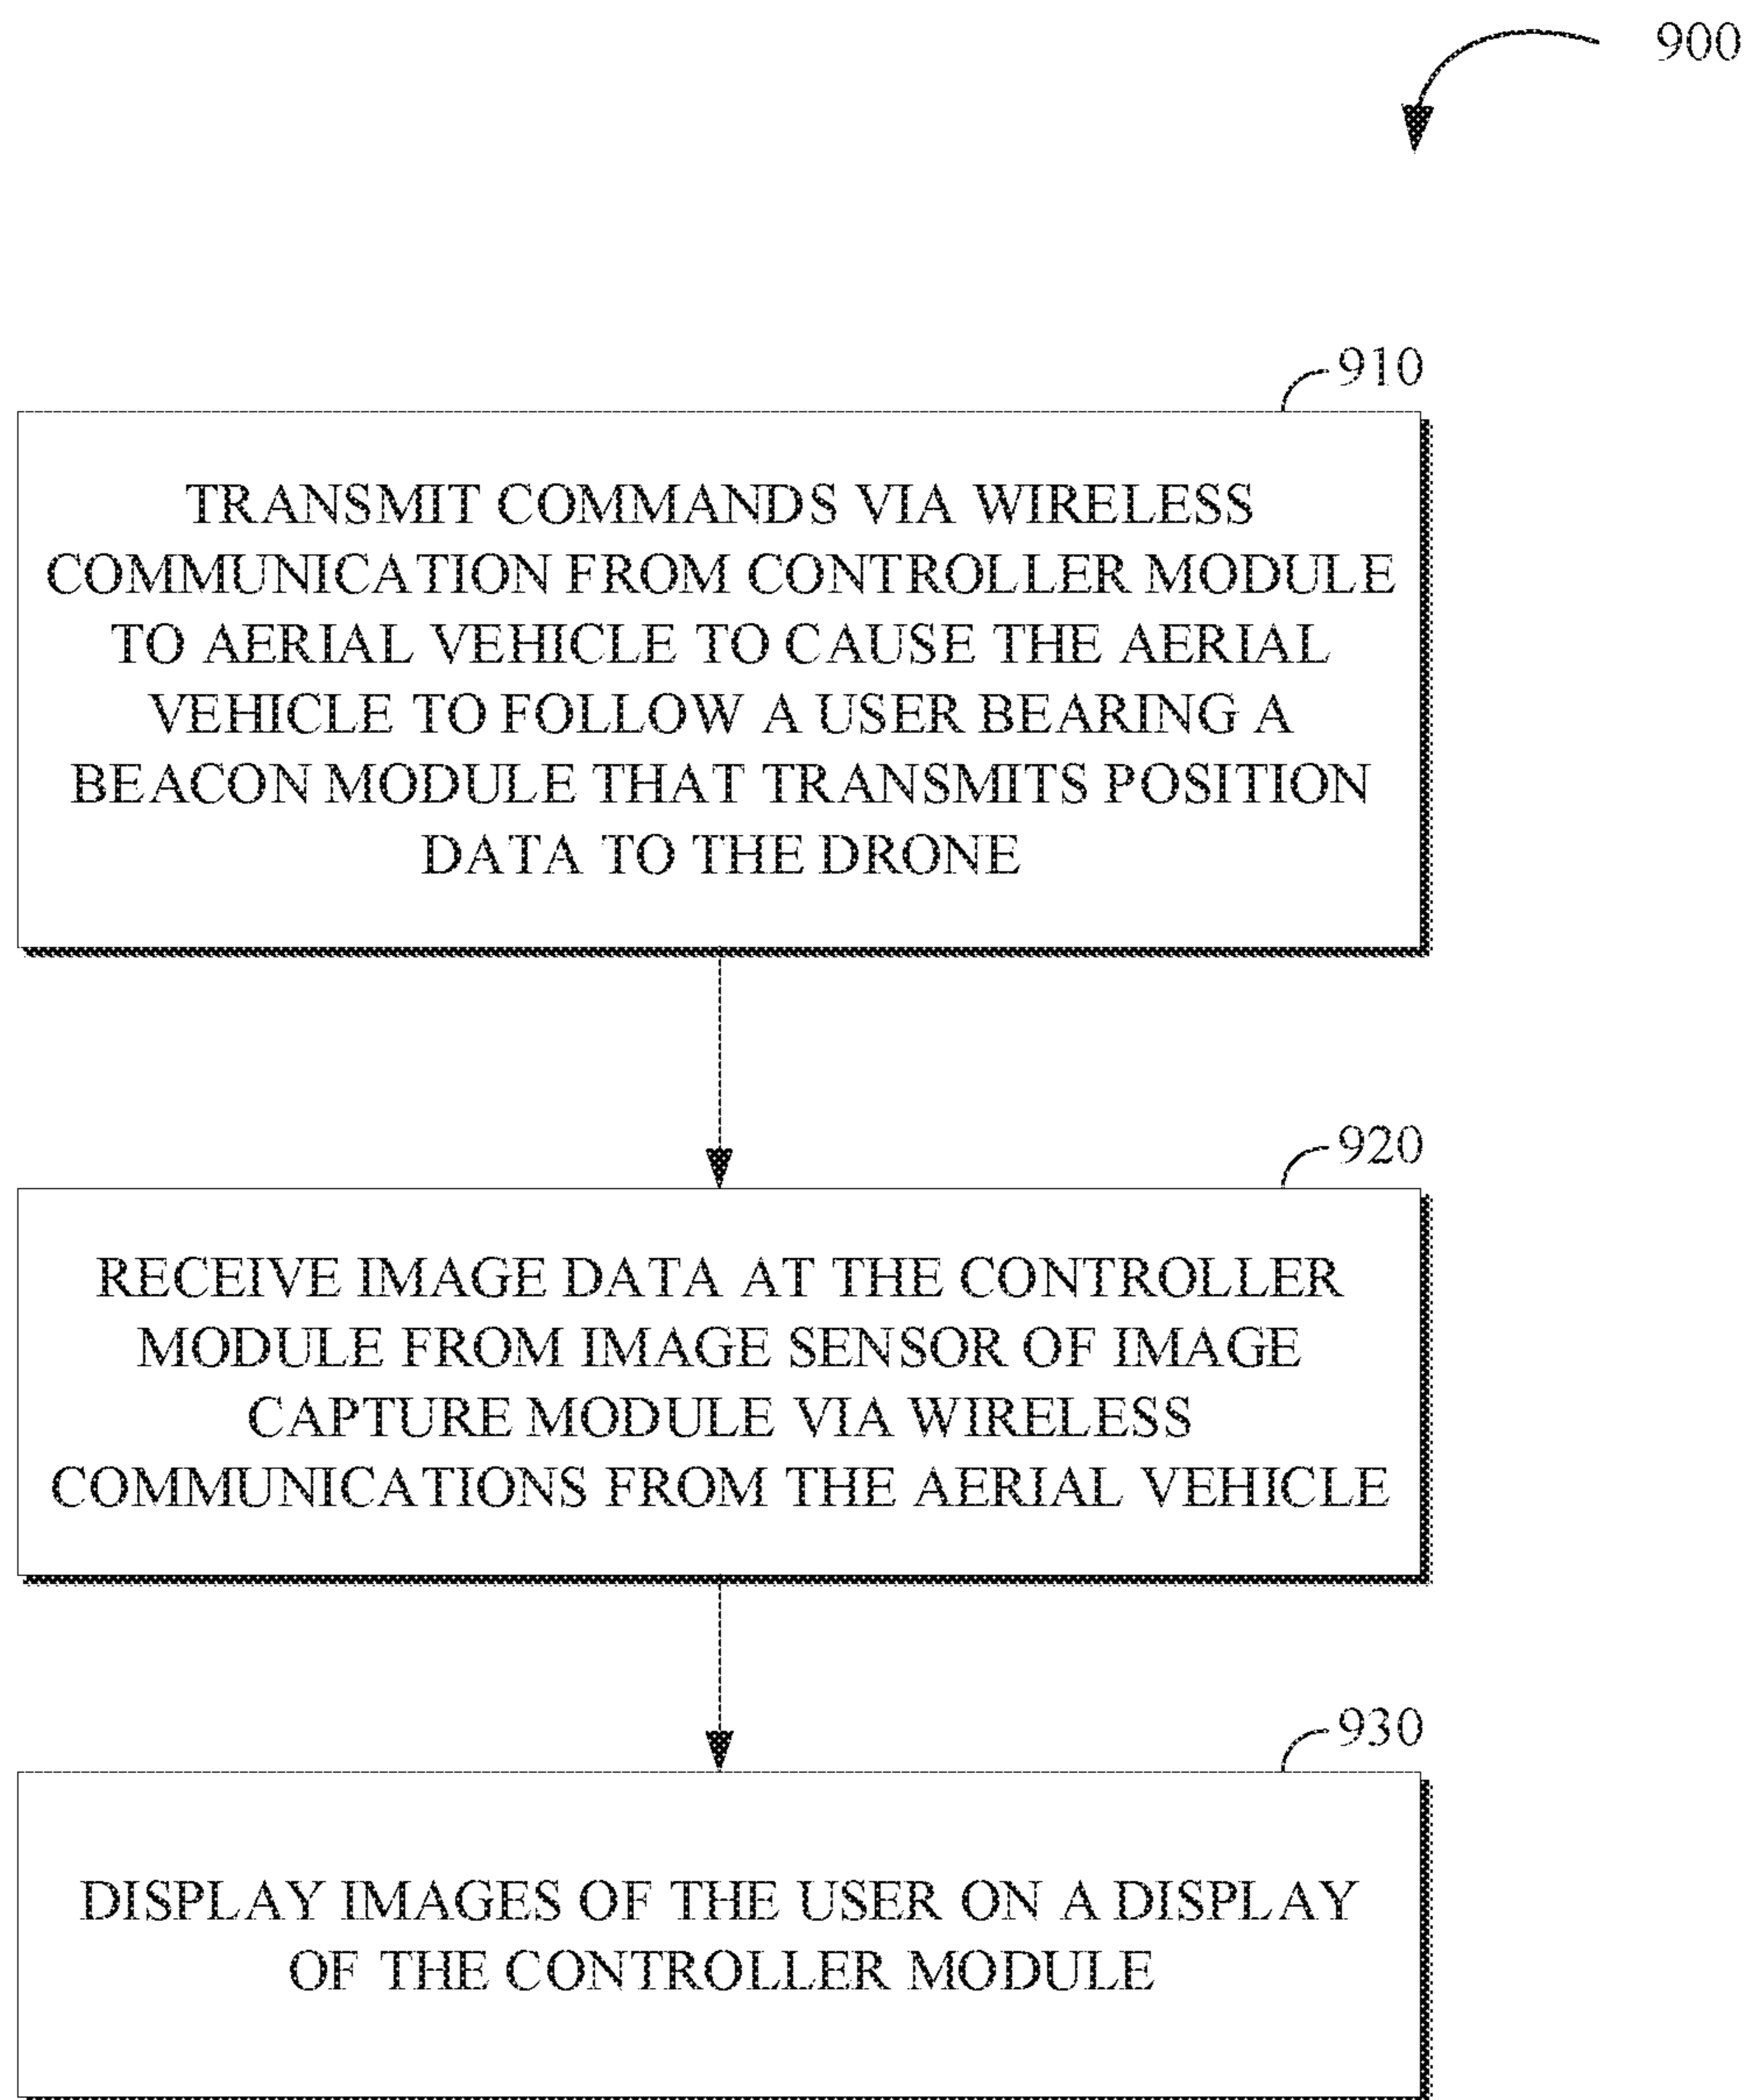 900
910
TRANSMIT COMMANDS VIA WIRELESS
COMMUNICATION FROM CONTROLLER MODULE
TO AERIAL VEHICLE TO CAUSE THE AERIAL
VEHICLE TO FOLLOW A USER BEARING A
BEACON MODULE THAT TRANSMITS POSITION
DATA TO THE DRONE
920
RECEIVE IMAGE DATA AT THE CONTROLLER
MODULE FROM IMAGE SENSOR OF IMAGE
CAPTURE MODULE VIA WIRELESS
COMMUNICATIONS FROM THE AERIAL VEHICLE
930
DISPLAY IMAGES OF THE USER ON A DISPLAY
OF THE CONTROLLER MODULE